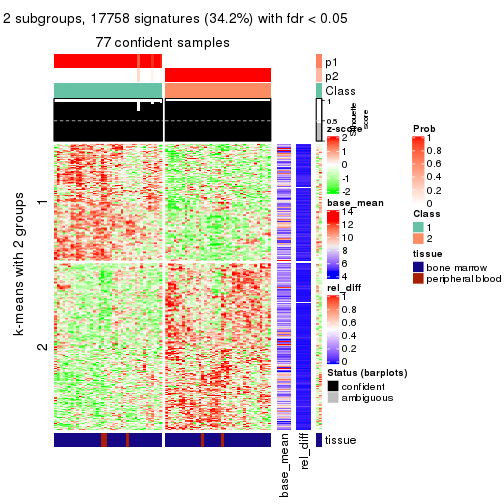 2 subgroups, 17758 signatures (34.2%) with fdr < 0.05
77 confident samples
p1
p2
Class
1
0.5
Silhouette
score
k-means with 2 groups
1
2
z-score
2
1
0
-1
-2
base_mean
14
12
10
8
6
4
rel_diff
1
0.8
0.6
0.4
0.2
0
Status (barplots)
confident
ambiguous
Prob
1
0.8
0.6
0.4
0.2
0
Class
1
2
tissue
bone marrow
peripheral blood
tissue
base_mean
rel_diff